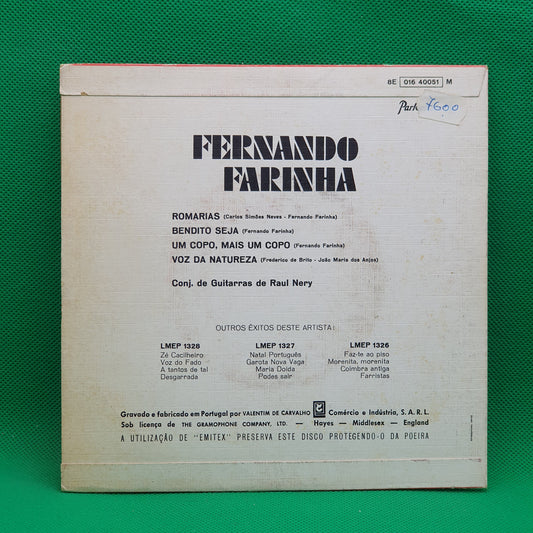 8E 016 40051 M
7600
FERNANDO
FARINHA
ROMARIAS (Carlos Simões Neves - Fernando Farinha)
BENDITO SEJA (Fernando Farinha)
UM COPO, MAIS UM COPO (Fernando Farinha)
VOZ DA NATUREZA (Frederico de Brito - João Maria dos Anjos)
Conj. de Guitarras de Raul Nery
OUTROS ÊXITOS DESTE ARTISTA:
LMEP 1328 LMEP 1327 LMEP 1326
Zé Cacilheiro Natal Português Faz-te ao piso
Voz do Fado Garota Nova Vaga Morenita, morenita
A tantos de tal Maria Doida Coimbra antiga
Desgarrada Podes sair Farristas
Gravado e fabricado em Portugal por VALENTIM DE CARVALHO Comércio e Indústria, S. A. R. L.
Sob licença de THE GRAMOPHONE COMPANY, LTD. — Hayes — Middlesex — England
A UTILIZAÇÃO DE "EMITEX" PRESERVA ESTE DISCO PROTEGENDO-O DA POEIRA